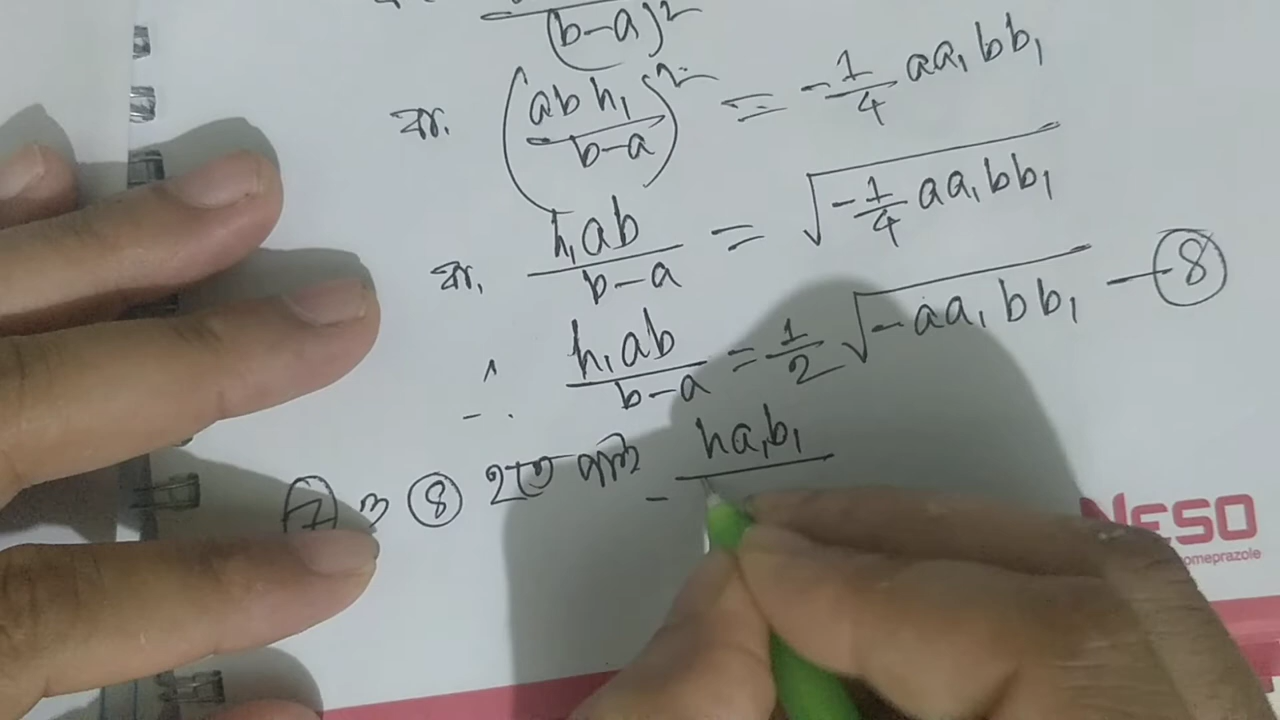 (b-a)²
বা, (abh₁/(b-a))² = -1/4 aa₁bb₁
বা, h₁ab/(b-a) = √(-1/4 aa₁bb₁)
∴ h₁ab/(b-a) = 1/2 √(-aa₁bb₁) — ⑧
⑦ ও ⑧ হতে পাই ha₁b₁
NESO
omeprazole